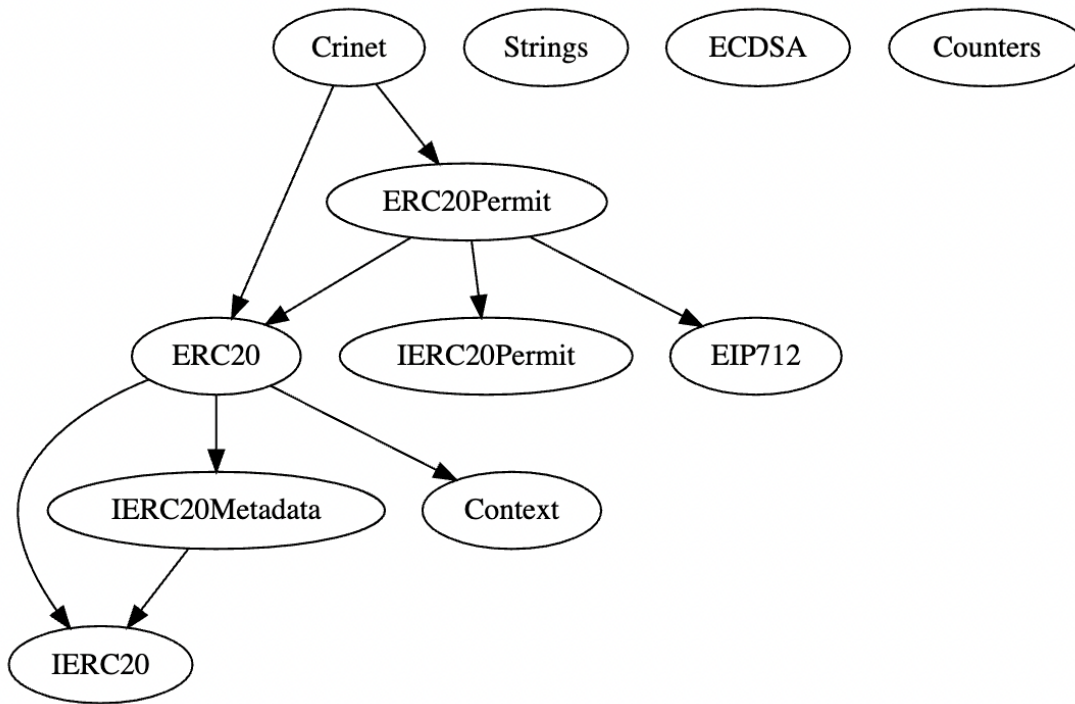 Crinet
Strings
ECDSA
Counters
ERC20Permit
ERC20
IERC20Permit
EIP712
IERC20Metadata
Context
IERC20